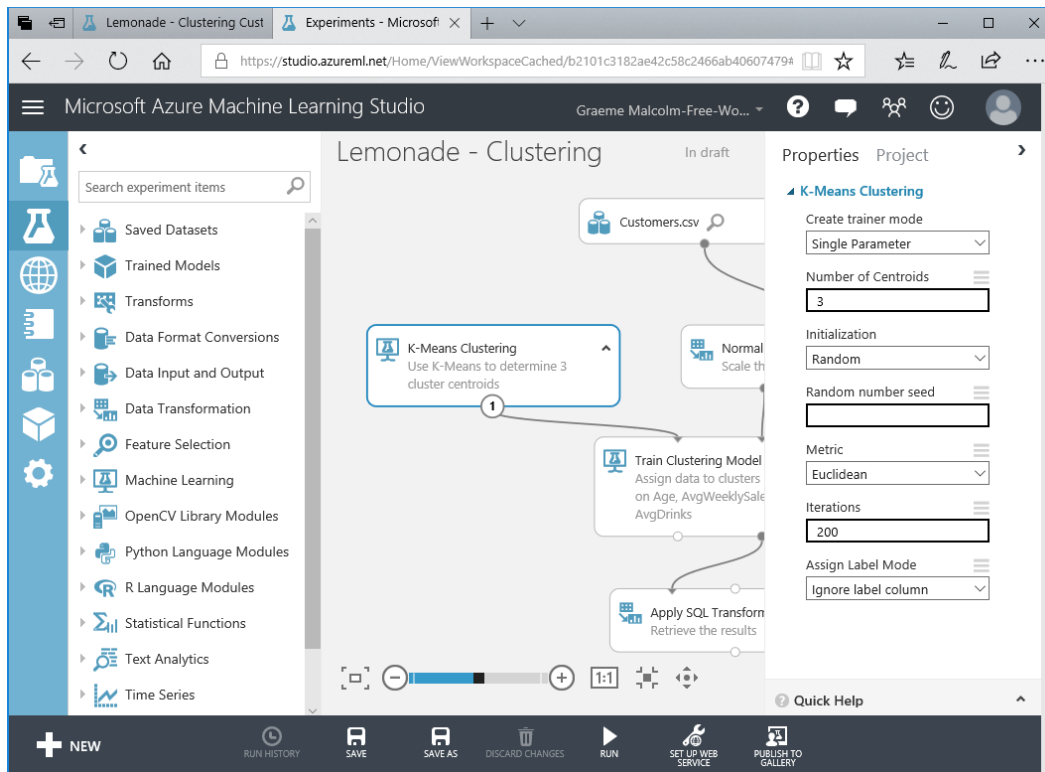 Lemonade - Clustering Cust
Experiments - Microsoft
https://studio.azureml.net/Home/ViewWorkspaceCached/b2101c3182ae42c58c2466ab40607479#
Microsoft Azure Machine Learning Studio
Graeme Malcolm-Free-Wo...
Search experiment items
Saved Datasets
Trained Models
Transforms
Data Format Conversions
Data Input and Output
Data Transformation
Feature Selection
Machine Learning
OpenCV Library Modules
Python Language Modules
R Language Modules
Statistical Functions
Text Analytics
Time Series
Lemonade - Clustering
In draft
Customers.csv
K-Means Clustering
Use K-Means to determine 3
cluster centroids
1
Normal
Scale th
Train Clustering Model
Assign data to clusters
on Age, AvgWeeklySale
AvgDrinks
Apply SQL Transform
Retrieve the results
1:1
Properties Project
K-Means Clustering
Create trainer mode
Single Parameter
Number of Centroids
3
Initialization
Random
Random number seed
Metric
Euclidean
Iterations
200
Assign Label Mode
Ignore label column
Quick Help
NEW
RUN HISTORY
SAVE
SAVE AS
DISCARD CHANGES
RUN
SET UP WEB
SERVICE
PUBLISH TO
GALLERY